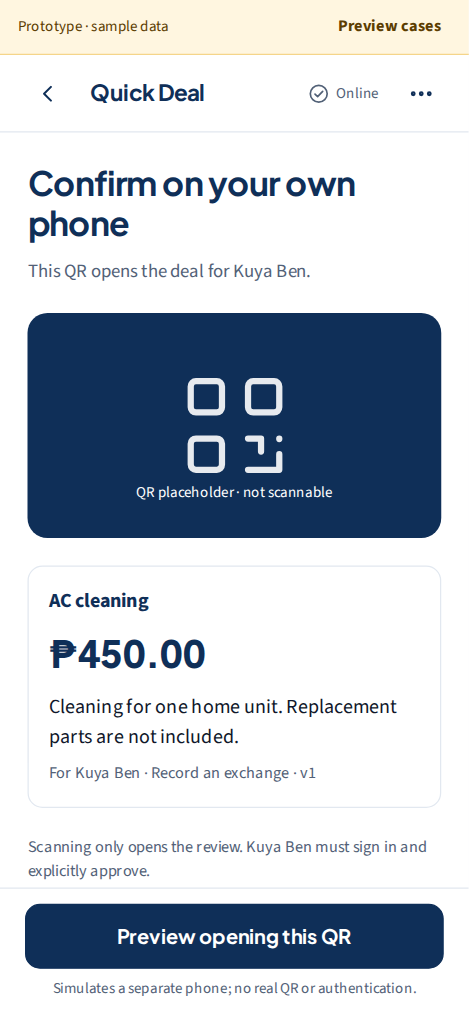 Prototype · sample data
Preview cases
Quick Deal
Online
Confirm on your own
phone
This QR opens the deal for Kuya Ben.
QR placeholder · not scannable
AC cleaning
₱450.00
Cleaning for one home unit. Replacement
parts are not included.
For Kuya Ben · Record an exchange · v1
Scanning only opens the review. Kuya Ben must sign in and
explicitly approve.
Preview opening this QR
Simulates a separate phone; no real QR or authentication.